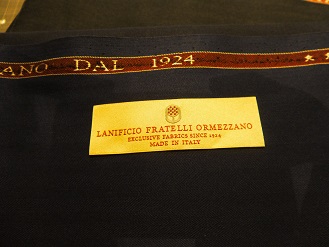 ANO DAL 1924
LANIFICIO FRATELLI ORMEZZANO
EXCLUSIVE FABRICS SINCE 1924
MADE IN ITALY